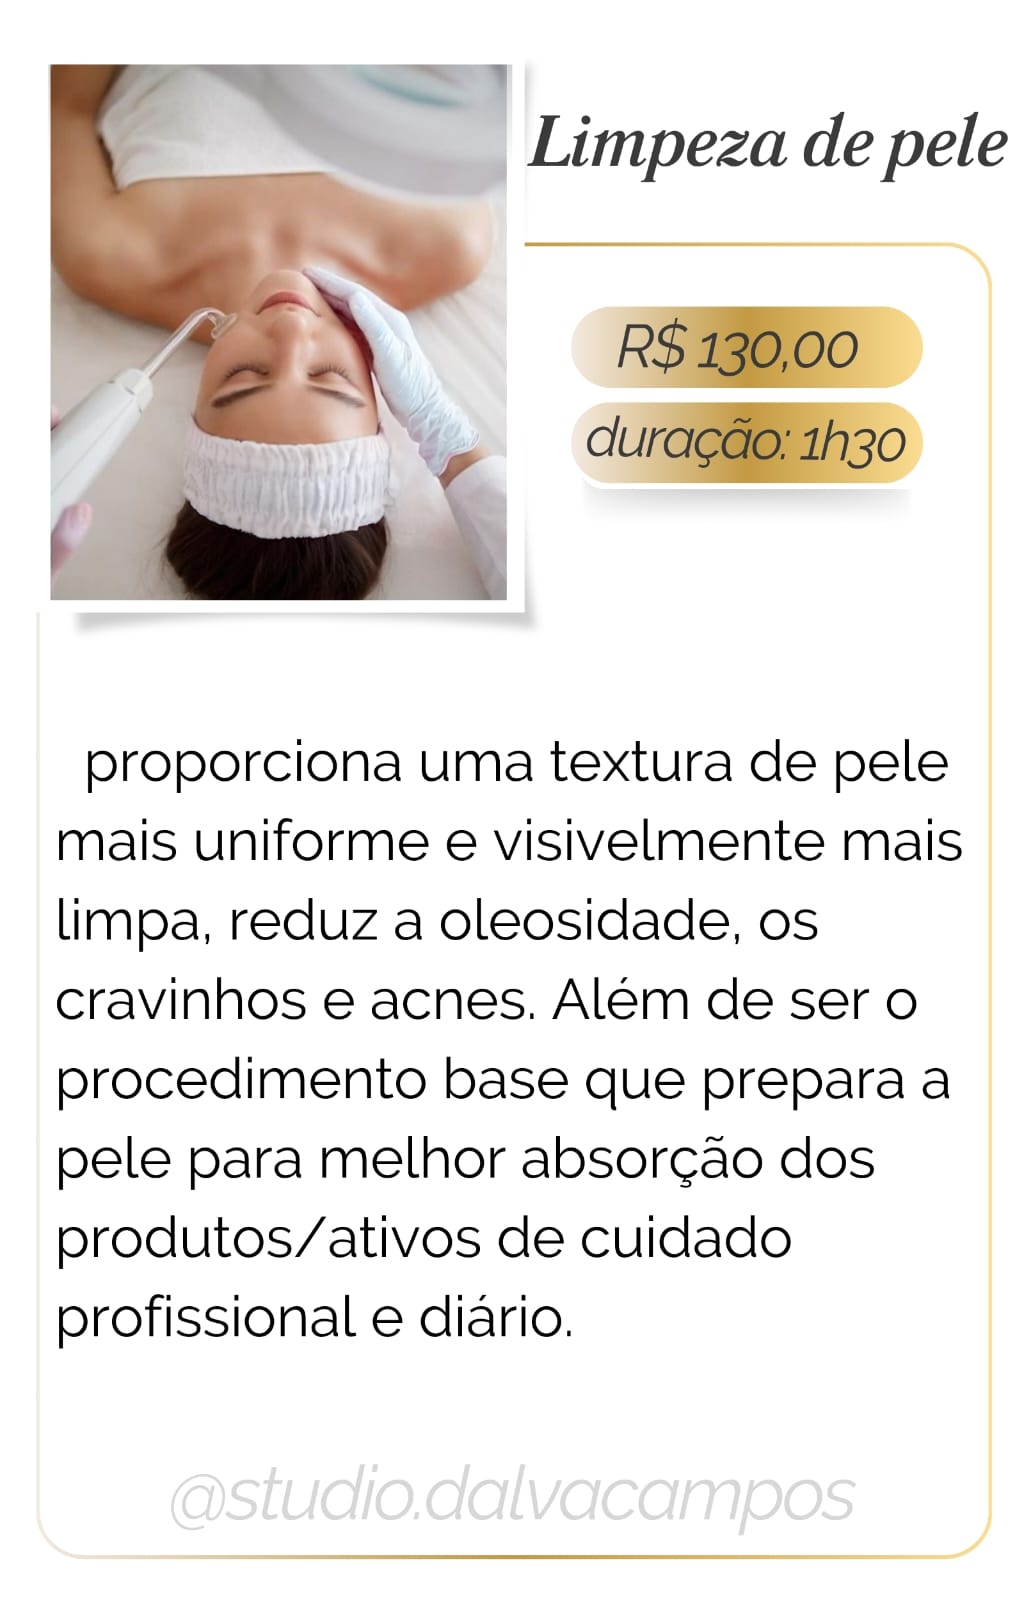 Limpeza de pele
R$ 130,00
duração: 1h30
proporciona uma textura de pele
mais uniforme e visivelmente mais
limpa, reduz a oleosidade, os
cravinhos e acnes. Além de ser o
procedimento base que prepara a
pele para melhor absorção dos
produtos/ativos de cuidado
profissional e diário.
@studio.dalvacampos